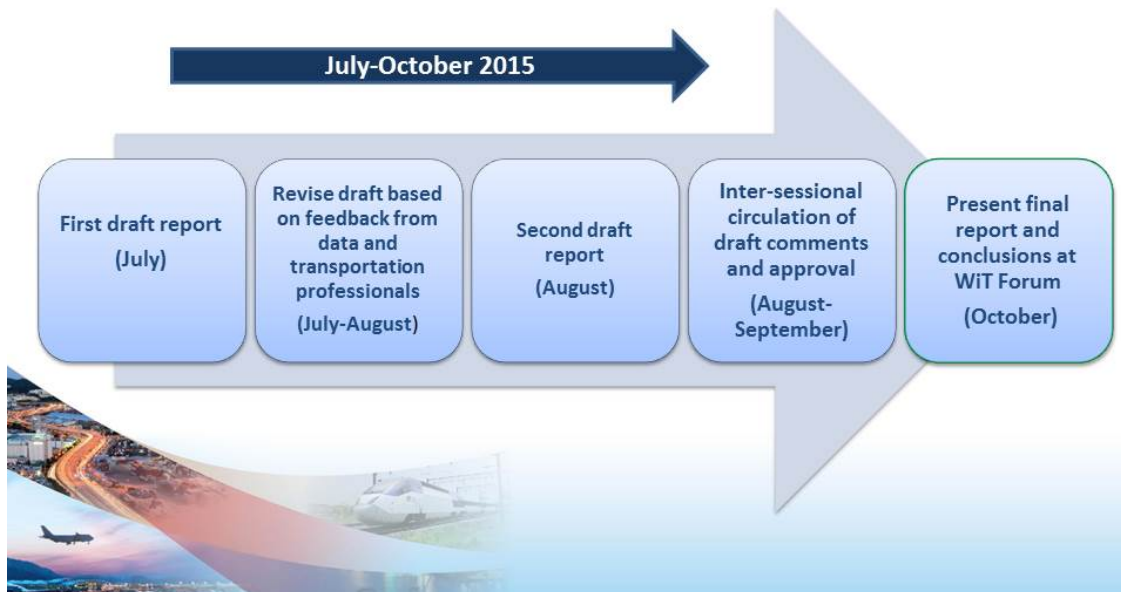 July-October 2015
First draft report
(July)
Revise draft based
on feedback from
data and
transportation
professionals
(July-August)
Second draft
report
(August)
Inter-sessional
circulation of
draft comments
and approval
(August-
September)
Present final
report and
conclusions at
WiT Forum
(October)